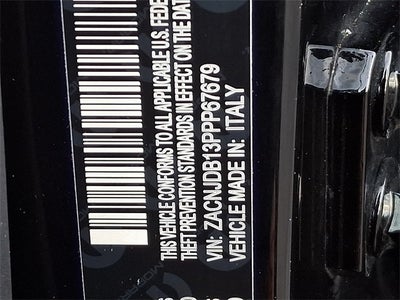 THIS VEHICLE CONFORMS TO ALL APPLICABLE U.S. FEDE
THEFT PREVENTION STANDARDS IN EFFECT ON THE DAT
VIN: ZACNJDB13PPP67679
VEHICLE MADE IN: ITALY